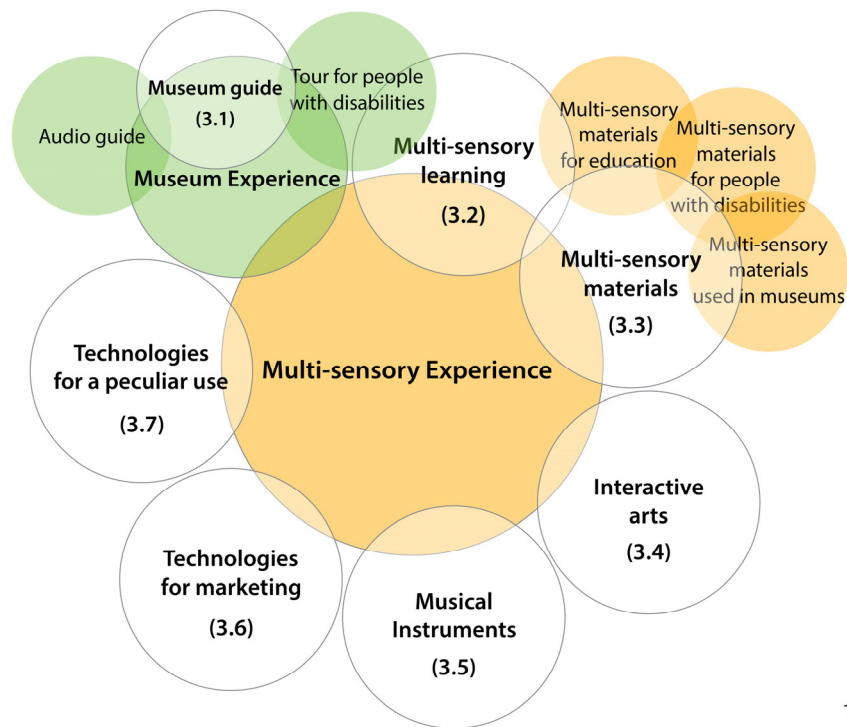 Museum guide
(3.1)
Tour for people
with disabilities
Audio guide
Museum Experience
Multi-sensory
learning
(3.2)
Multi-sensory
materials
for education
Multi-sensory
materials
for people
with disabilities
Multi-sensory
materials
used in museums
Multi-sensory
materials
(3.3)
Multi-sensory Experience
Technologies
for a peculiar use
(3.7)
Interactive
arts
(3.4)
Technologies
for marketing
(3.6)
Musical
Instruments
(3.5)